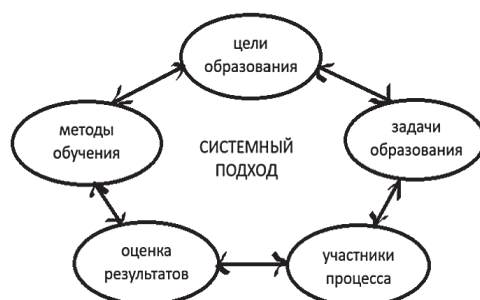 цели
образования
задачи
образования
участники
процесса
оценка
результатов
методы
обучения
СИСТЕМНЫЙ
ПОДХОД